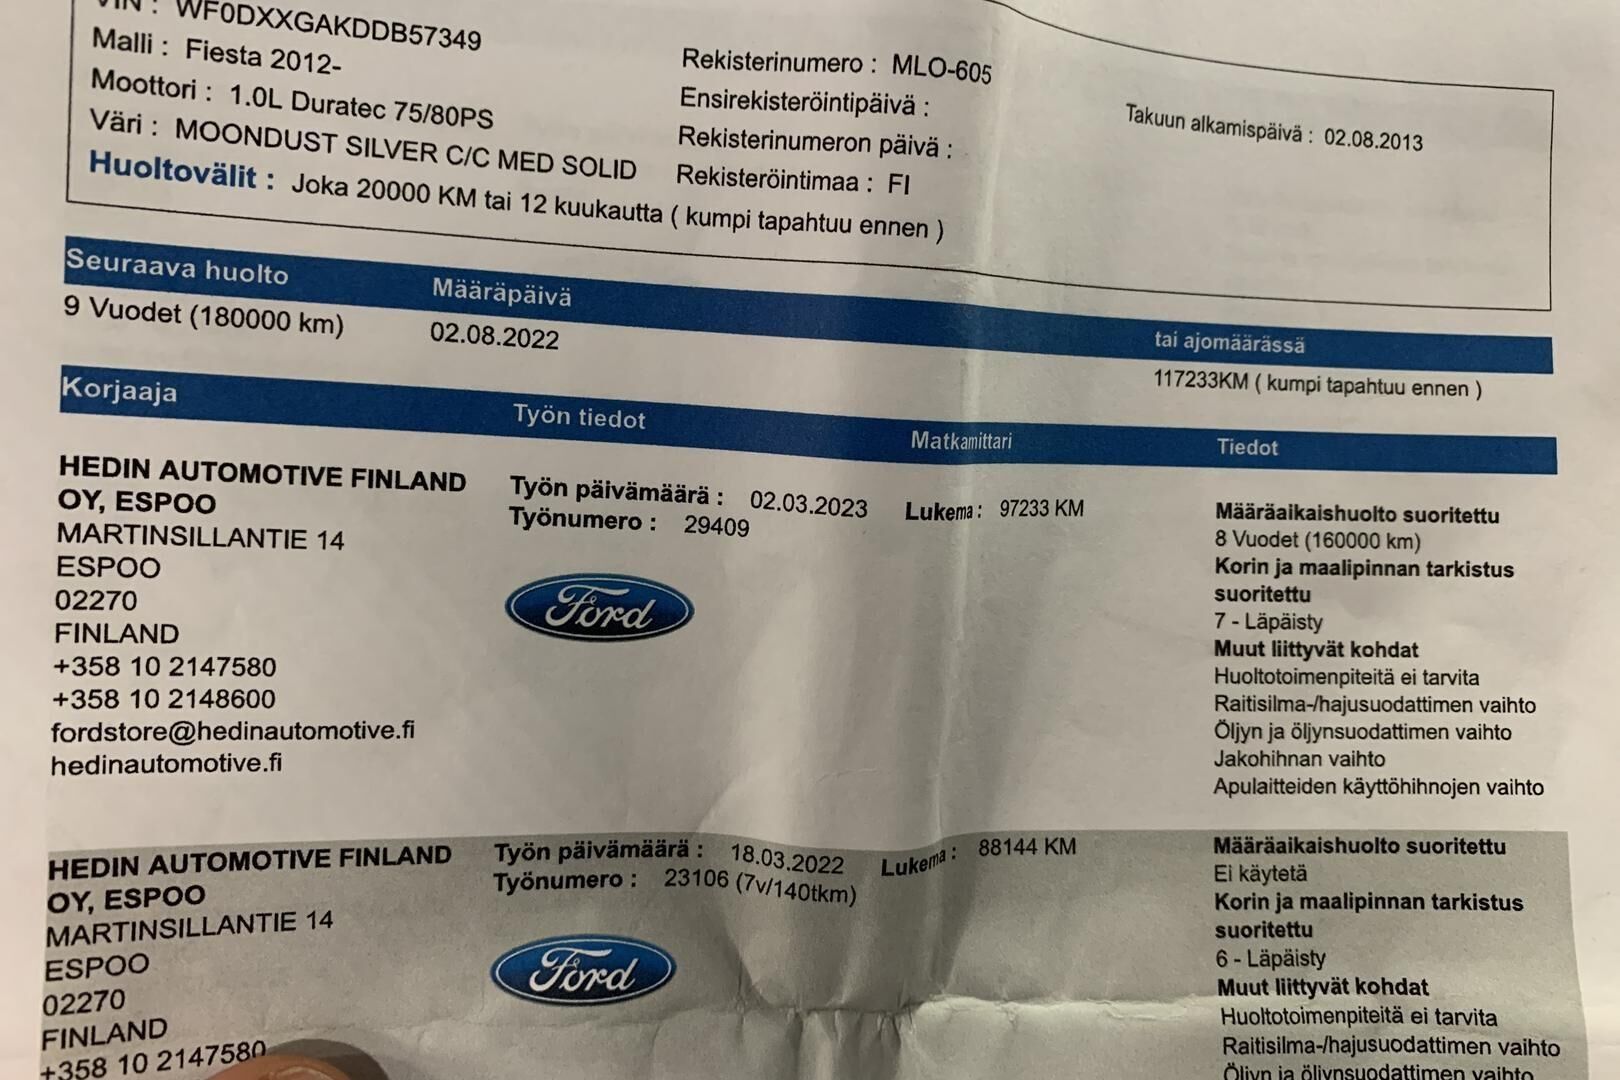 VIN : WF0DXXGAKDDB57349
Malli : Fiesta 2012-
Moottori : 1.0L Duratec 75/80PS
Väri : MOONDUST SILVER C/C MED SOLID
Huoltovälit : Joka 20000 KM tai 12 kuukautta ( kumpi tapahtuu ennen )
Rekisterinumero : MLO-605
Ensirekisteröintipäivä :
Rekisterinumeron päivä :
Rekisteröintimaa : FI
Takuun alkamispäivä : 02.08.2013
Seuraava huolto Määräpäivä tai ajomäärässä
9 Vuodet (180000 km) 02.08.2022 117233KM ( kumpi tapahtuu ennen )
Korjaaja Työn tiedot Matkamittari Tiedot
HEDIN AUTOMOTIVE FINLAND
OY, ESPOO
MARTINSILLANTIE 14
ESPOO
02270
FINLAND
+358 10 2147580
+358 10 2148600
fordstore@hedinautomotive.fi
hedinautomotive.fi
Työn päivämäärä : 02.03.2023
Työnumero : 29409
Ford
Lukema : 97233 KM
Määräaikaishuolto suoritettu
8 Vuodet (160000 km)
Korin ja maalipinnan tarkistus
suoritettu
7 - Läpäisty
Muut liittyvät kohdat
Huoltotoimenpiteitä ei tarvita
Raitisilma-/hajusuodattimen vaihto
Öljyn ja öljynsuodattimen vaihto
Jakohihnan vaihto
Apulaitteiden käyttöhihnojen vaihto
HEDIN AUTOMOTIVE FINLAND
OY, ESPOO
MARTINSILLANTIE 14
ESPOO
02270
FINLAND
+358 10 2147580
Työn päivämäärä : 18.03.2022
Työnumero : 23106 (7v/140tkm)
Ford
Lukema : 88144 KM
Määräaikaishuolto suoritettu
Ei käytetä
Korin ja maalipinnan tarkistus
suoritettu
6 - Läpäisty
Muut liittyvät kohdat
Huoltotoimenpiteitä ei tarvita
Raitisilma-/hajusuodattimen vaihto
Öljyn ja öljynsuodattimen vaihto